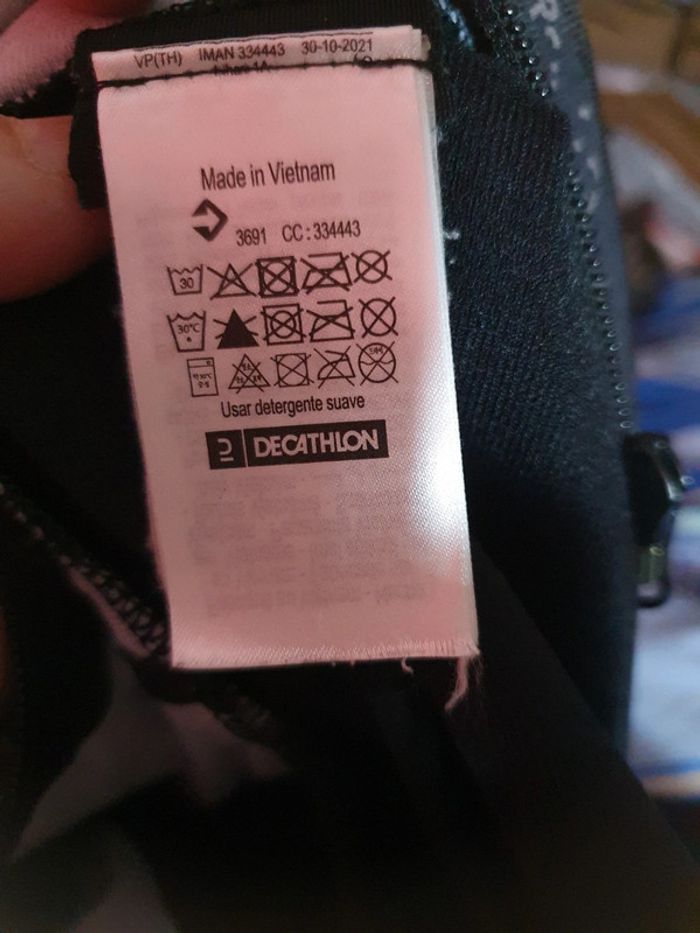 VP(TH) IMAN 334443 30-10-2021
Made in Vietnam
3691 CC : 334443
30
30°C
Usar detergente suave
DECATHLON